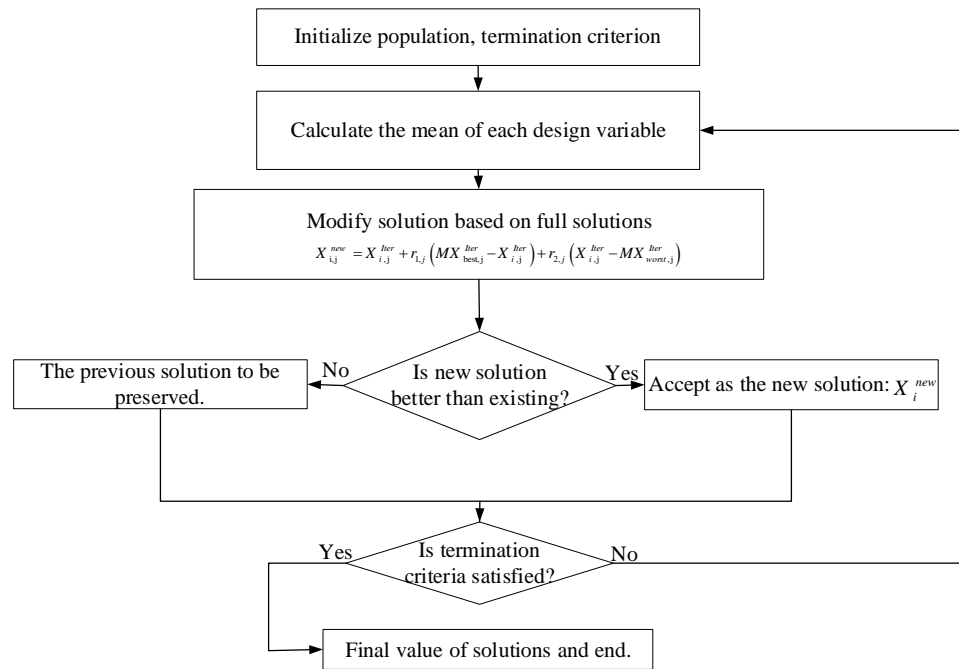 Initialize population, termination criterion
Calculate the mean of each design variable
Modify solution based on full solutions
X_{i,j}^{new} = X_{i,j}^{Iter} + r_{1,j} (MX_{best,j}^{Iter} − X_{i,j}^{Iter}) + r_{2,j} (X_{i,j}^{Iter} − MX_{worst,j}^{Iter})
No
Is new solution
better than existing?
Yes
The previous solution to be
preserved.
Accept as the new solution: X_i^{new}
Yes
Is termination
criteria satisfied?
No
Final value of solutions and end.